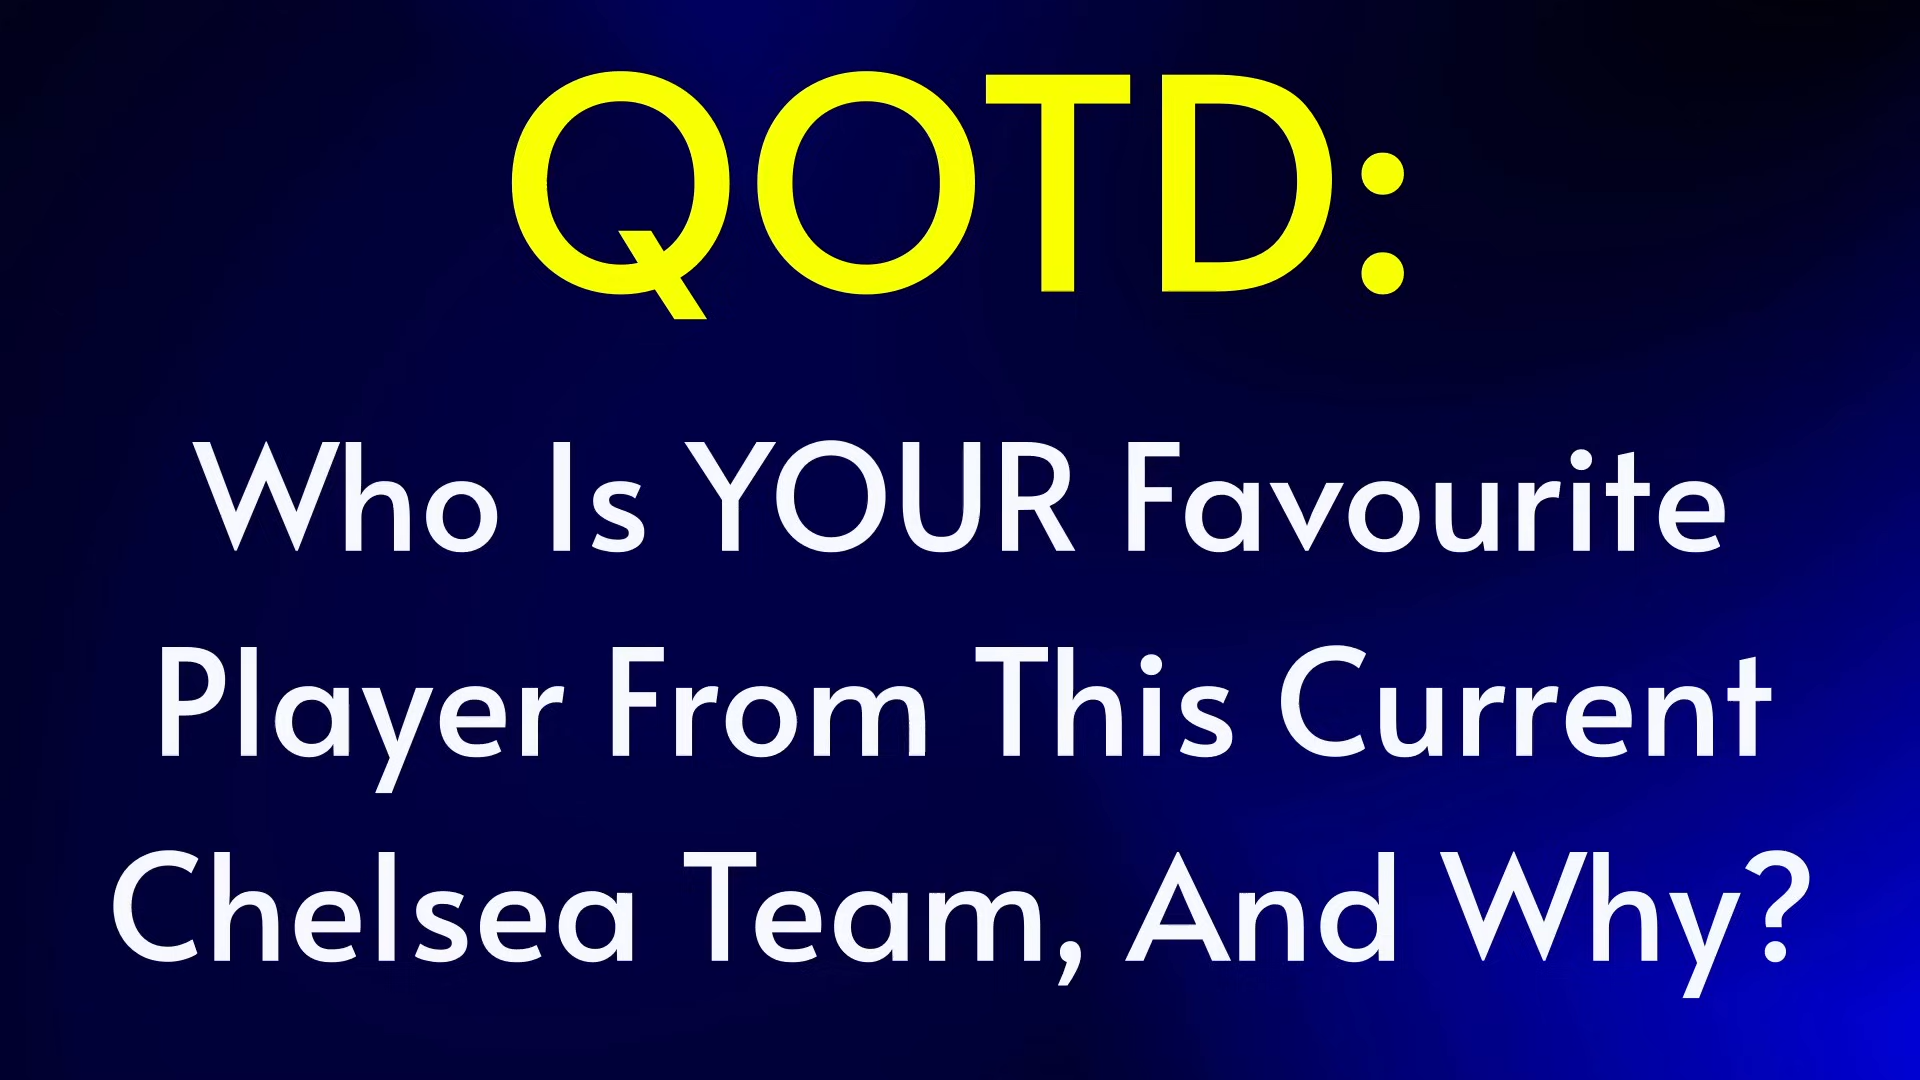 QOTD:
Who Is YOUR Favourite
Player From This Current
Chelsea Team, And Why?